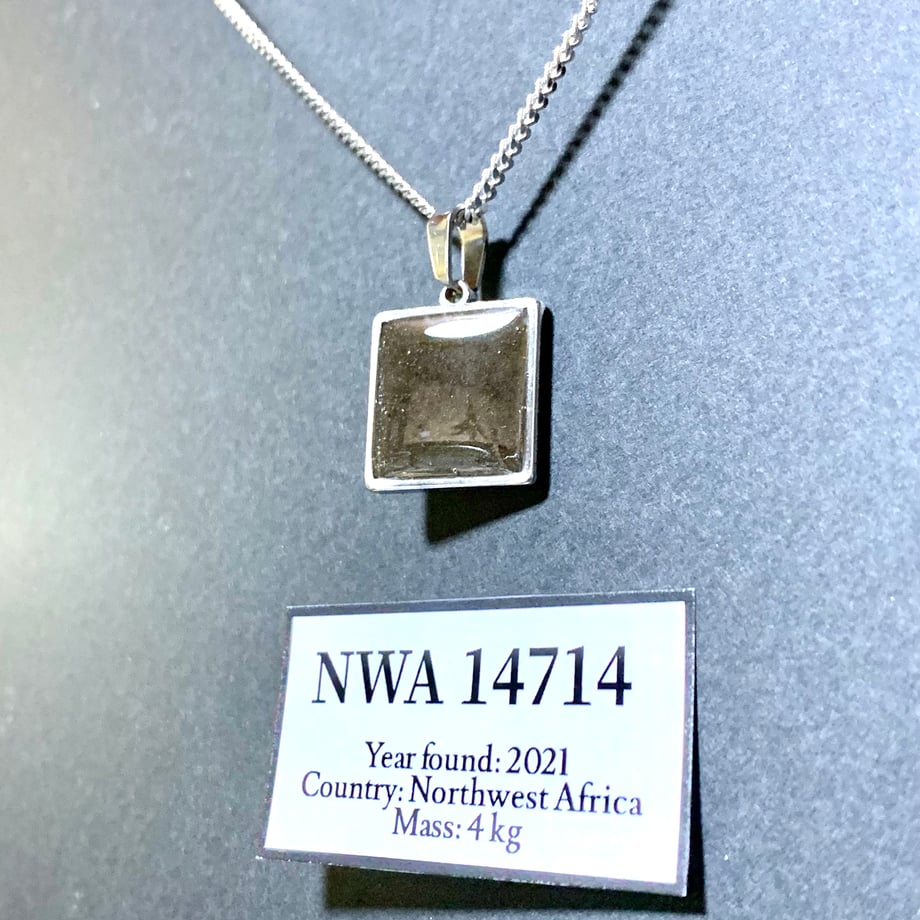 NWA 14714
Year found: 2021
Country: Northwest Africa
Mass: 4 kg